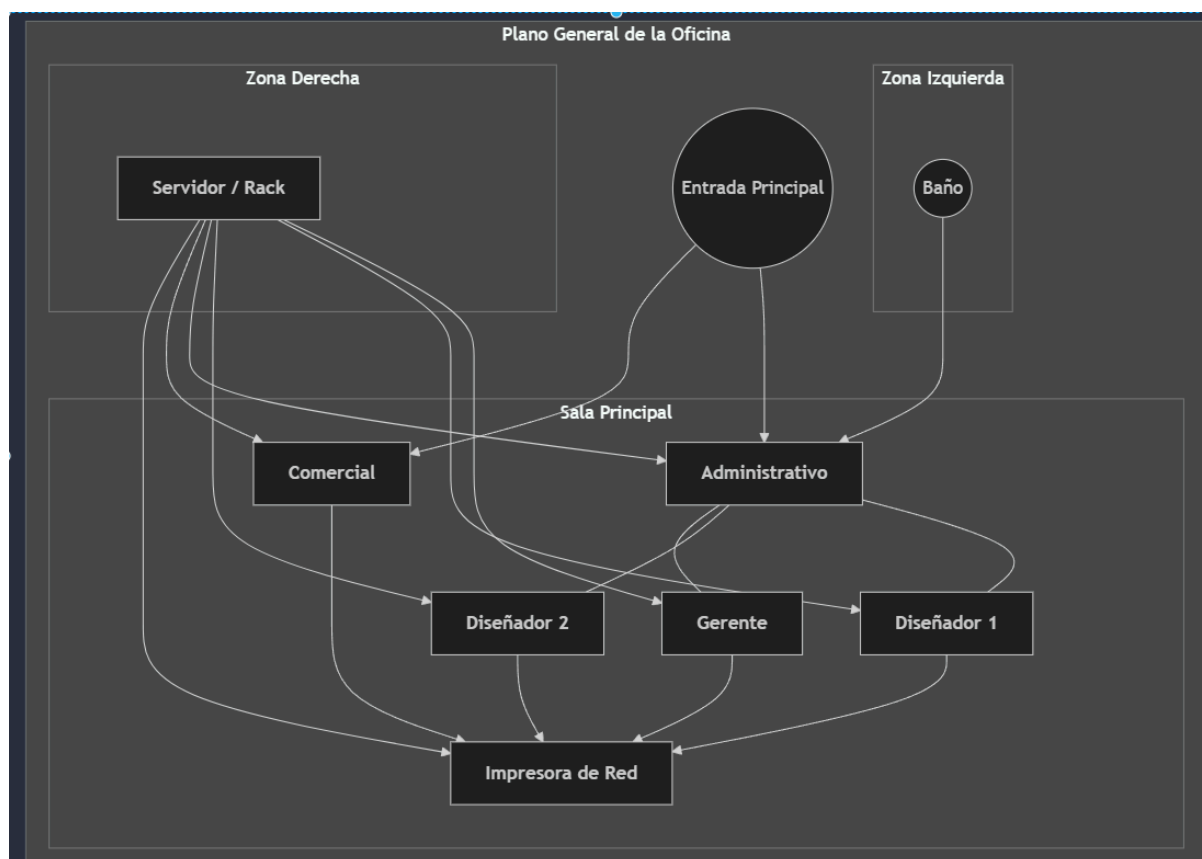 Plano General de la Oficina
Zona Derecha
Zona Izquierda
Servidor / Rack
Entrada Principal
Baño
Sala Principal
Comercial
Administrativo
Diseñador 2
Gerente
Diseñador 1
Impresora de Red